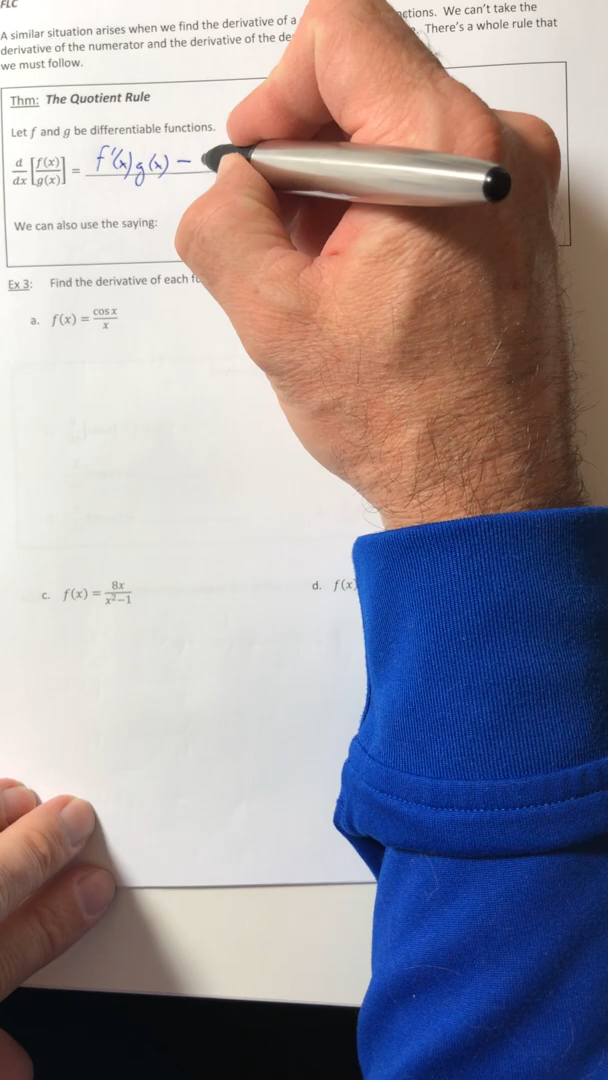 FLC
A similar situation arises when we find the derivative of a ctions. We can't take the
derivative of the numerator and the derivative of the de There's a whole rule that
we must follow.
Thm: The Quotient Rule
Let f and g be differentiable functions.
d/dx [f(x)/g(x)] = f'(x)g(x) –
We can also use the saying:
Ex 3: Find the derivative of each
a. f(x) = cos x/x
c. f(x) = 8x/x²−1
d. f(x)